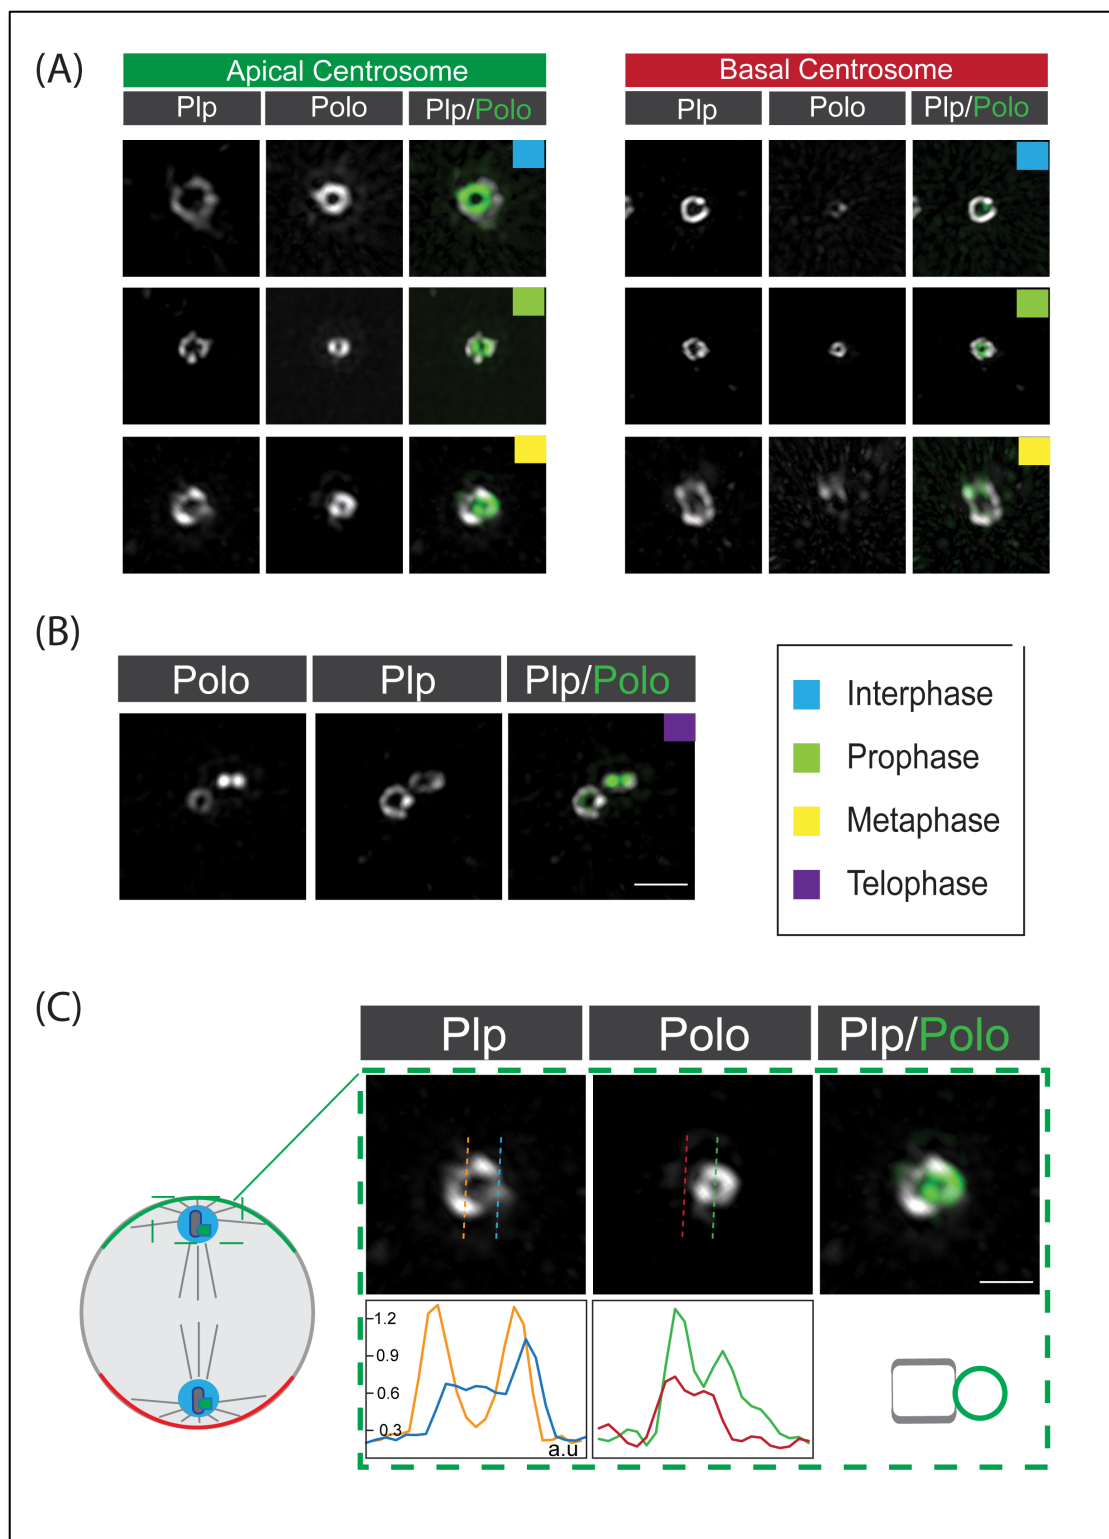 (A)
Apical Centrosome
Basal Centrosome
Plp
Polo
Plp/Polo
Plp
Polo
Plp/Polo
(B)
Polo
Plp
Plp/Polo
Interphase
Prophase
Metaphase
Telophase
(C)
Plp
Polo
Plp/Polo
1.2
0.9
0.6
0.3
a.u